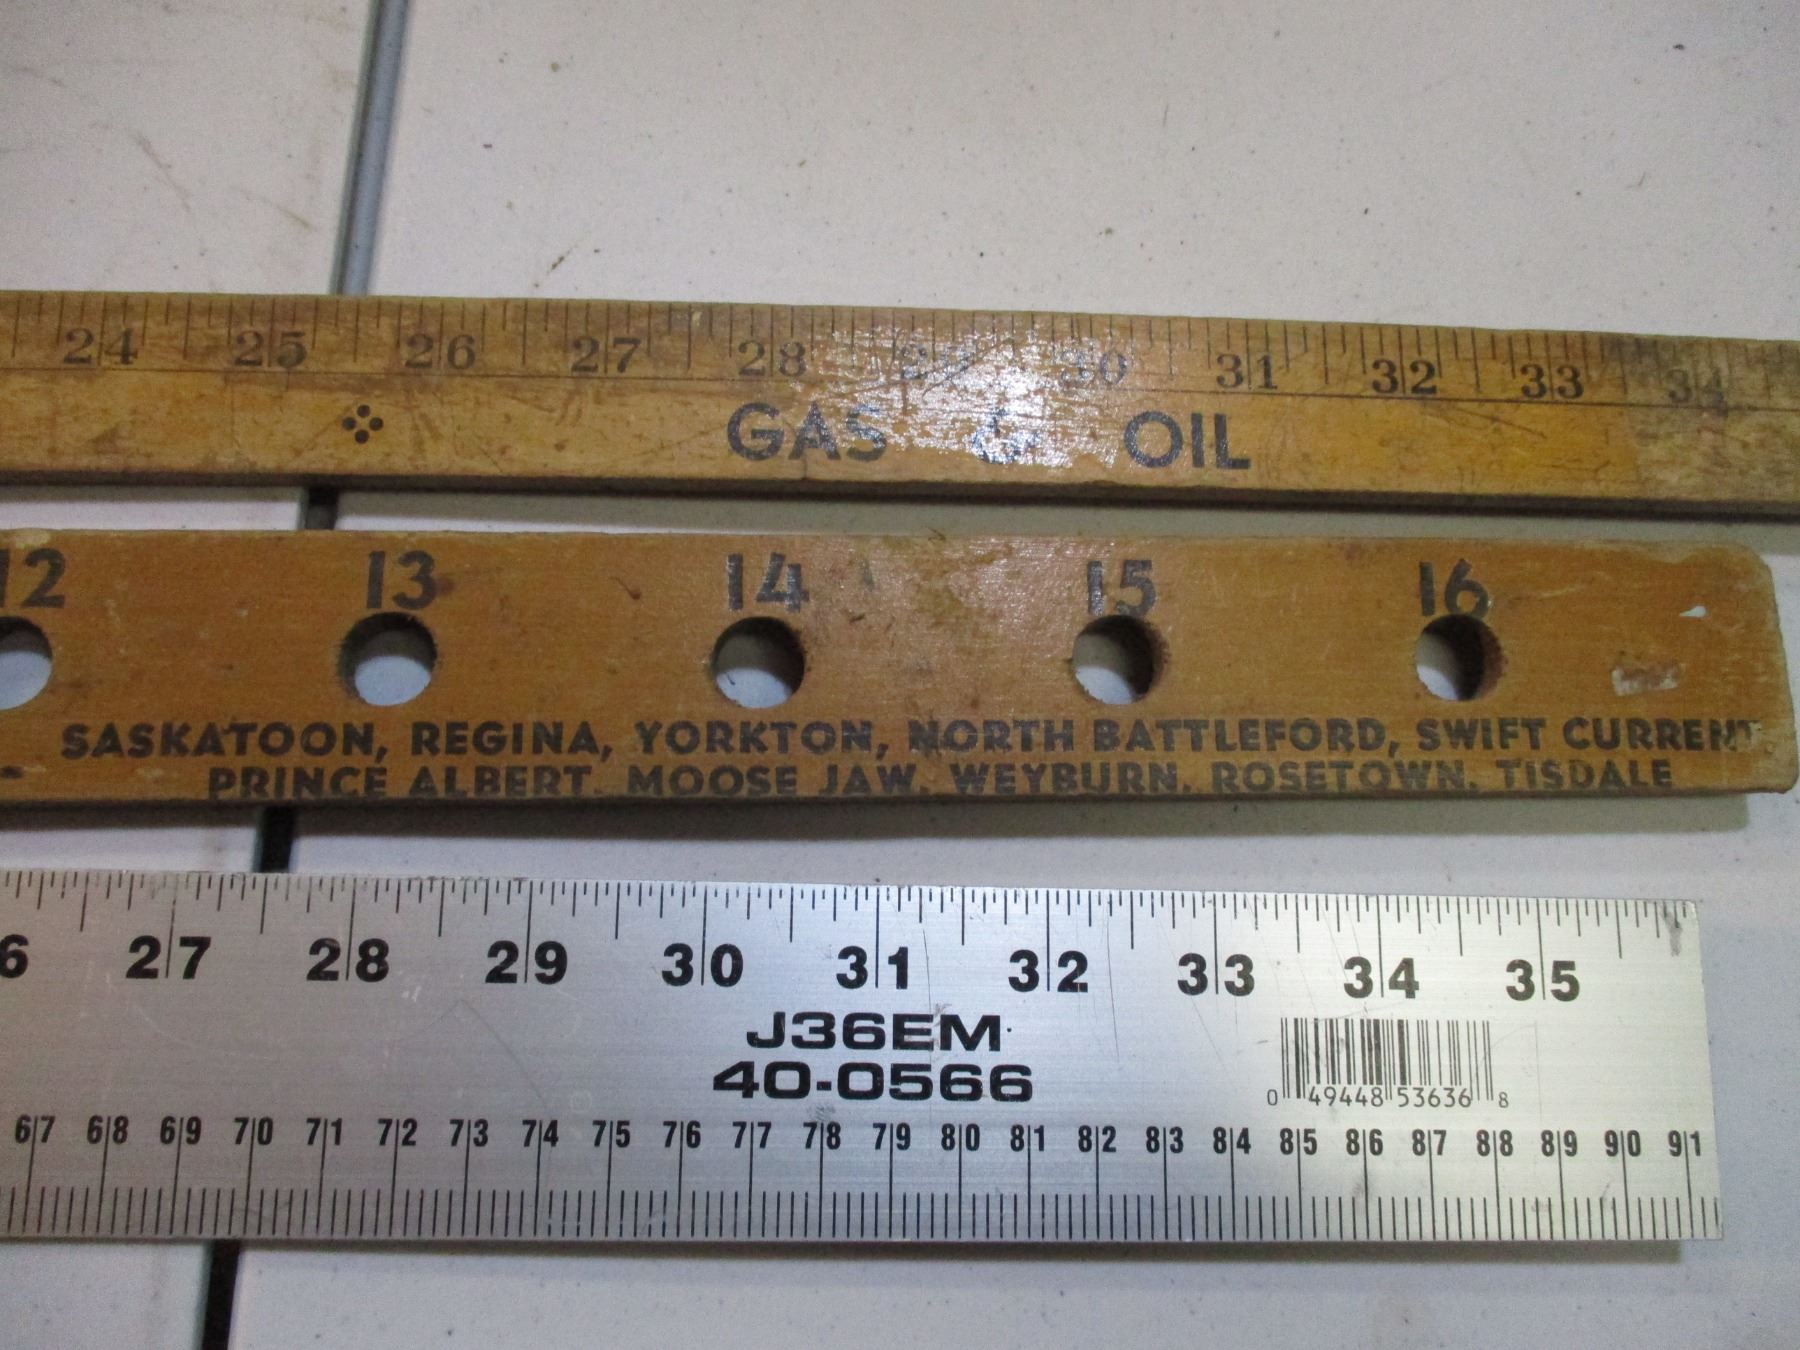 24 25 26 27 28 29 30 31 32 33 34
GAS & OIL
12 13 14 15 16
SASKATOON, REGINA, YORKTON, NORTH BATTLEFORD, SWIFT CURRENT
PRINCE ALBERT, MOOSE JAW, WEYBURN, ROSETOWN, TISDALE
6 27 28 29 30 31 32 33 34 35
J36EM
40-0566
0 49448 53636 8
67 68 69 70 71 72 73 74 75 76 77 78 79 80 81 82 83 84 85 86 87 88 89 90 91